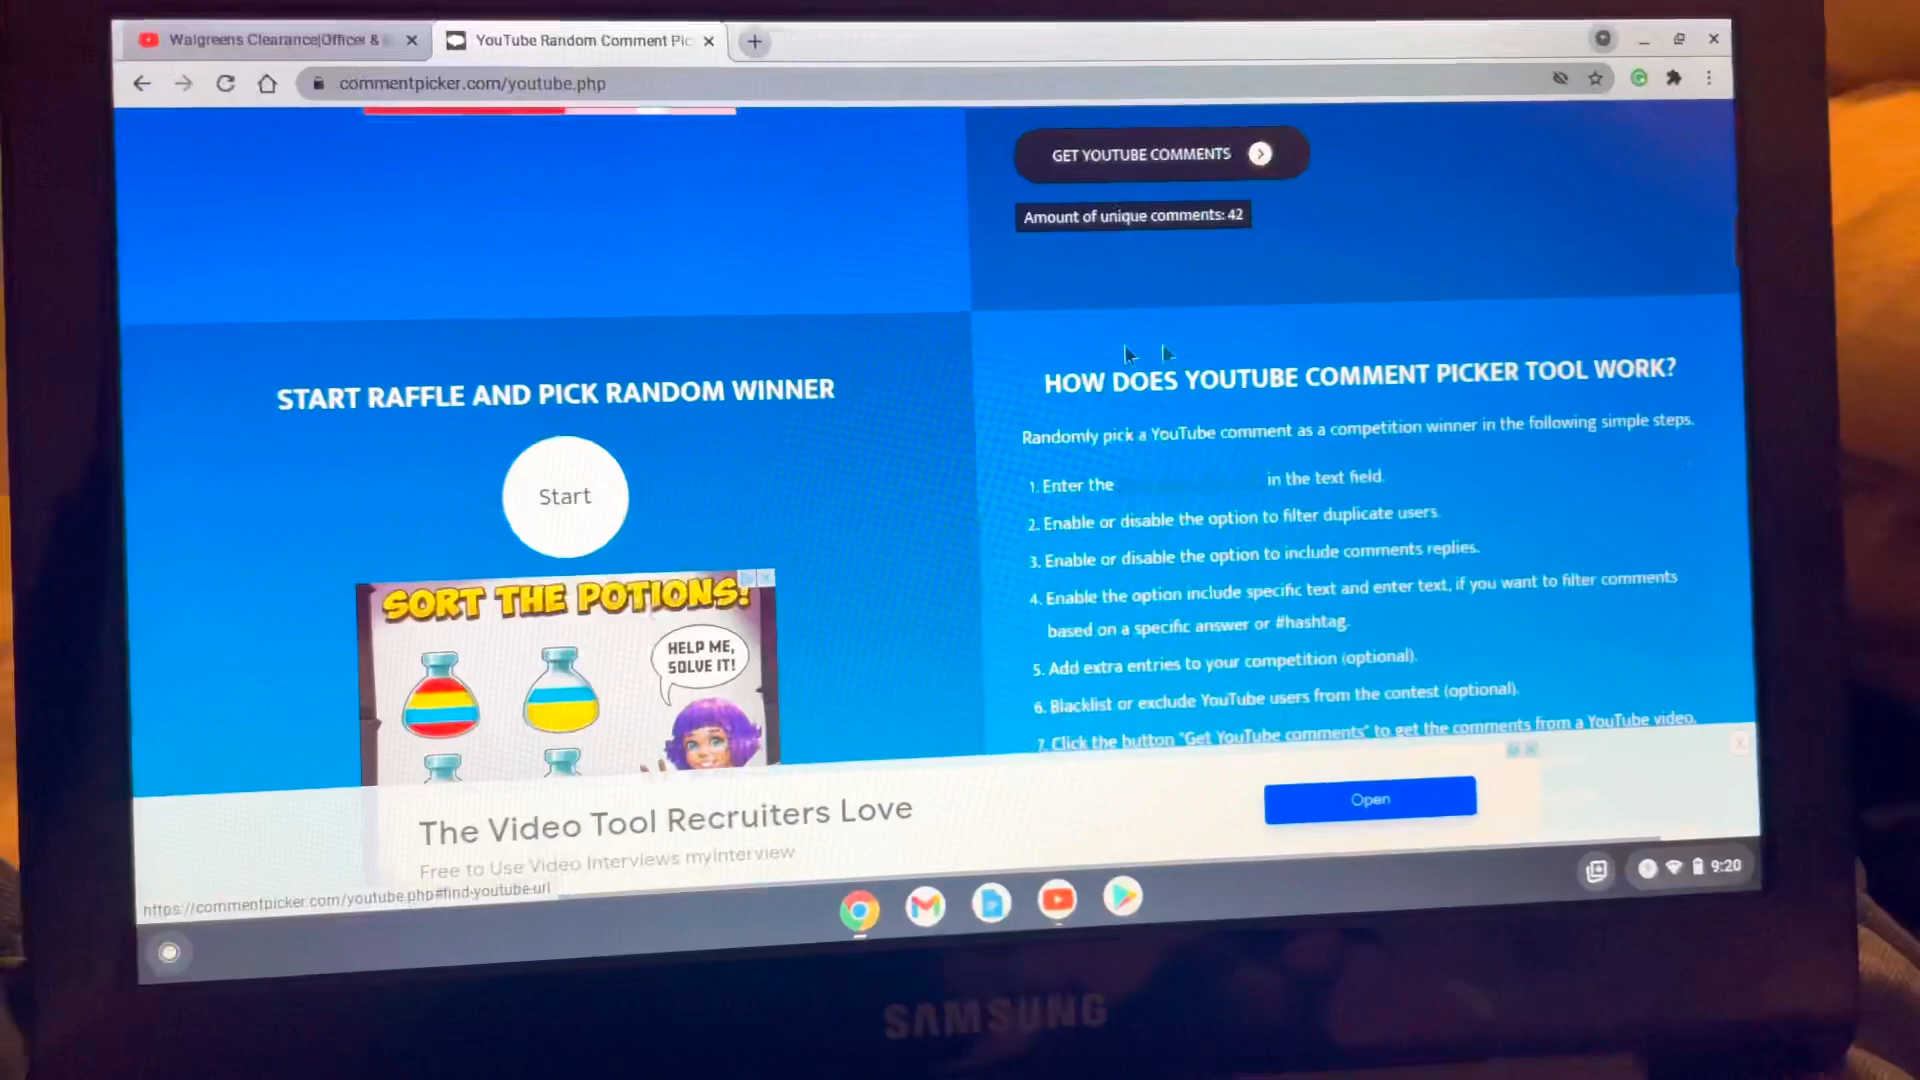 Walgreens Clearance|Officer &
YouTube Random Comment Pic
commentpicker.com/youtube.php
GET YOUTUBE COMMENTS
Amount of unique comments: 42
START RAFFLE AND PICK RANDOM WINNER
Start
SORT THE POTIONS!
HELP ME,
SOLVE IT!
HOW DOES YOUTUBE COMMENT PICKER TOOL WORK?
Randomly pick a YouTube comment as a competition winner in the following simple steps.
1. Enter the in the text field.
2. Enable or disable the option to filter duplicate users.
3. Enable or disable the option to include comments replies.
4. Enable the option include specific text and enter text, if you want to filter comments
based on a specific answer or #hashtag.
5. Add extra entries to your competition (optional).
6. Blacklist or exclude YouTube users from the contest (optional).
7. Click the button "Get YouTube comments" to get the comments from a YouTube video.
The Video Tool Recruiters Love
Free to Use Video Interviews myInterview
Open
https://commentpicker.com/youtube.php#find-youtube-url
9:20
SAMSUNG